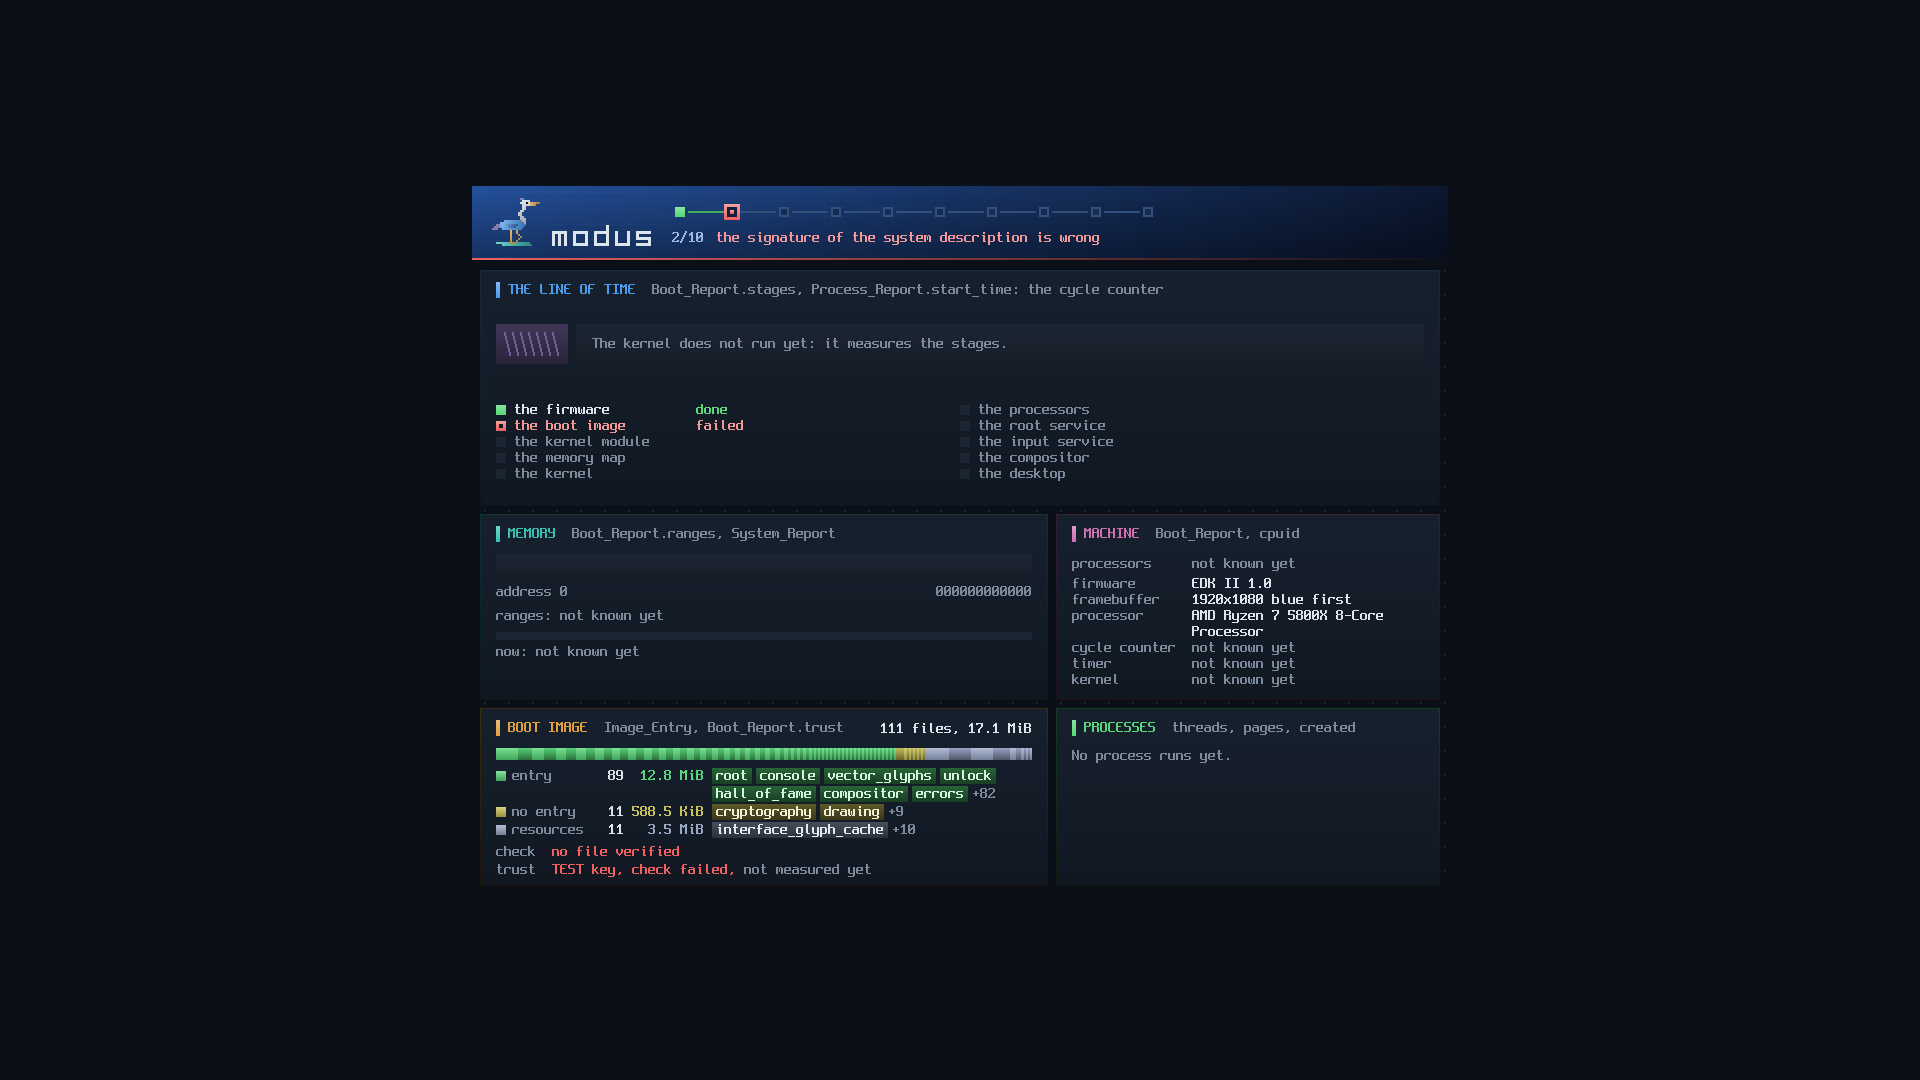 modus
2/10 the signature of the system description is wrong
THE LINE OF TIME Boot_Report.stages, Process_Report.start_time: the cycle counter
The kernel does not run yet: it measures the stages.
the firmware done
the boot image failed
the kernel module
the memory map
the kernel
the processors
the root service
the input service
the compositor
the desktop
MEMORY Boot_Report.ranges, System_Report
address 0 000000000000
ranges: not known yet
now: not known yet
MACHINE Boot_Report, cpuid
processors not known yet
firmware EDK II 1.0
framebuffer 1920x1080 blue first
processor AMD Ryzen 7 5800X 8-Core
Processor
cycle counter not known yet
timer not known yet
kernel not known yet
BOOT IMAGE Image_Entry, Boot_Report.trust 111 files, 17.1 MiB
entry 89 12.8 MiB root console vector_glyphs unlock
hall_of_fame compositor errors +82
no entry 11 588.5 KiB cryptography drawing +9
resources 11 3.5 MiB interface_glyph_cache +10
check no file verified
trust TEST key, check failed, not measured yet
PROCESSES threads, pages, created
No process runs yet.